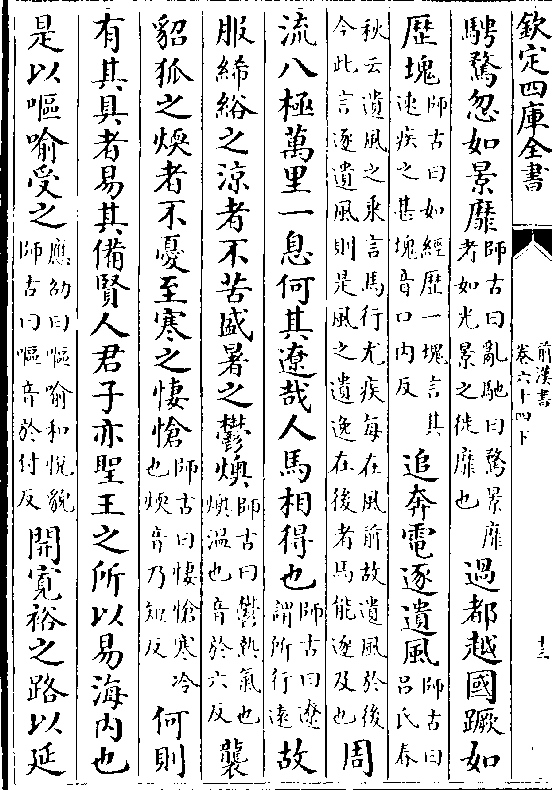 欽定四庫全書
前漢書
卷六十四下
十三
騁騖忽如景靡師古曰亂馳曰騖景靡者如光景之徙靡也過都越國蹶如
歷塊師古曰如經歷一塊言其速疾之甚塊音口内反追奔電逐遺風師古曰吕氏春
秋云遺風之乘言馬行尤疾每在風前故遺風於後今此言逐遺風則是風之遺逸在後者馬能逐及也周
流八極萬里一息何其遼哉人馬相得也師古曰遼謂所行遠故
服絺綌之涼者不苦盛暑之鬱燠師古曰鬱熱氣也燠温也音於六反襲
貂狐之煗者不憂至寒之悽愴師古曰悽愴寒冷也煗音乃短反何則
有其具者易其備賢人君子亦聖王之所以易海内也
是以嘔喻受之應劭曰嘔喻和悦貌師古曰嘔音於付反開寛裕之路以延